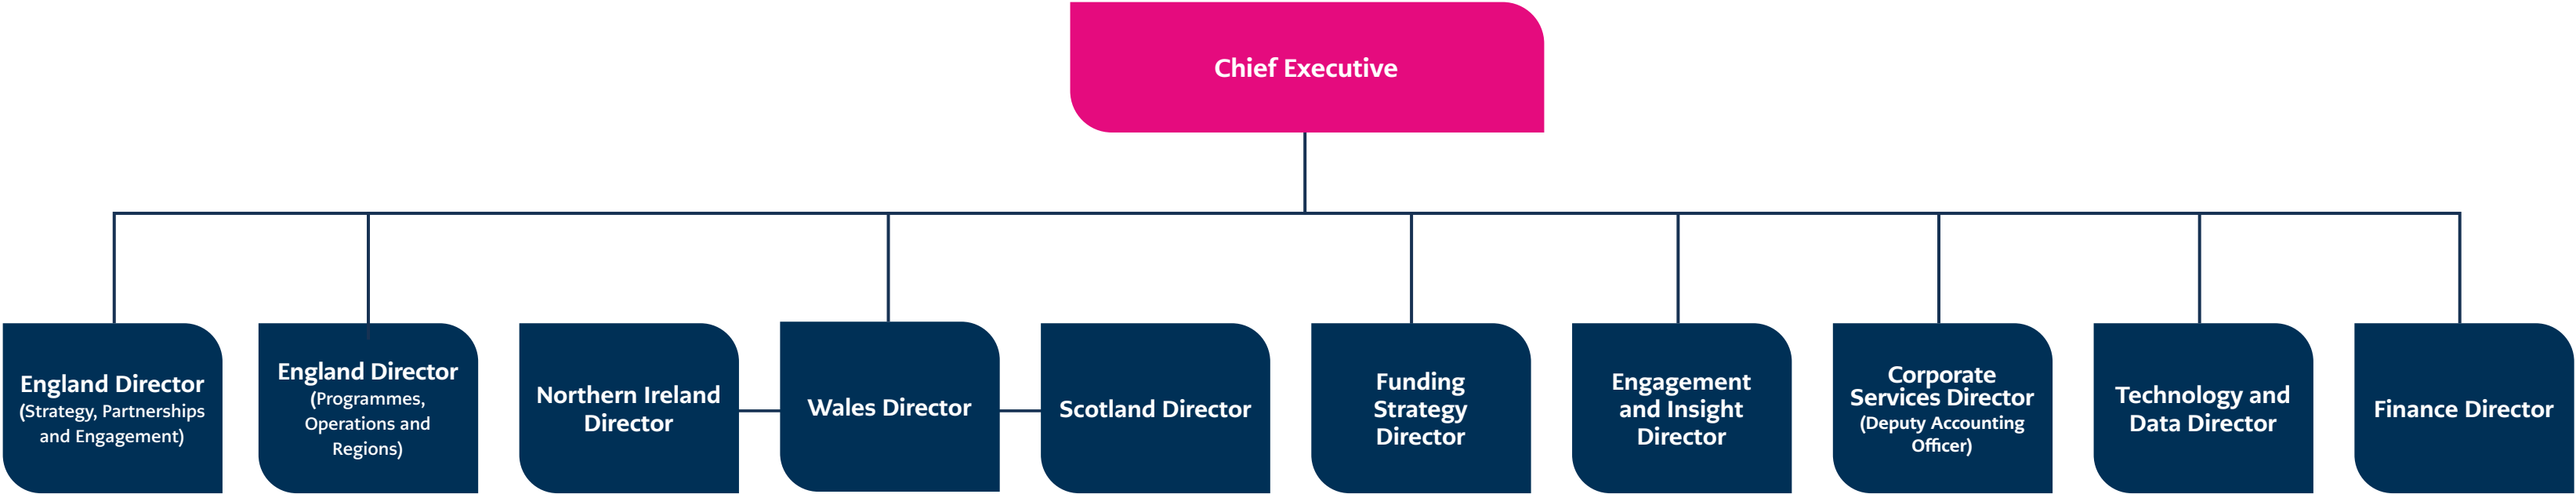 Chief Executive
England Director
(Strategy, Partnerships
and Engagement)
England Director
(Programmes,
Operations and
Regions)
Northern Ireland
Director
Wales Director
Scotland Director
Funding
Strategy
Director
Engagement
and Insight
Director
Corporate
Services Director
(Deputy Accounting
Officer)
Technology and
Data Director
Finance Director